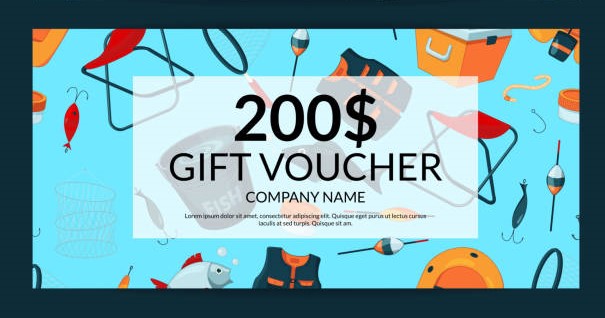 200$
GIFT VOUCHER
COMPANY NAME
Lorem ipsum dolor sit amet, consectetur adipiscing elit. Quisque eget purus ut lectus cursus
iaculis at sed turpis. Quisque sit am.
FISH